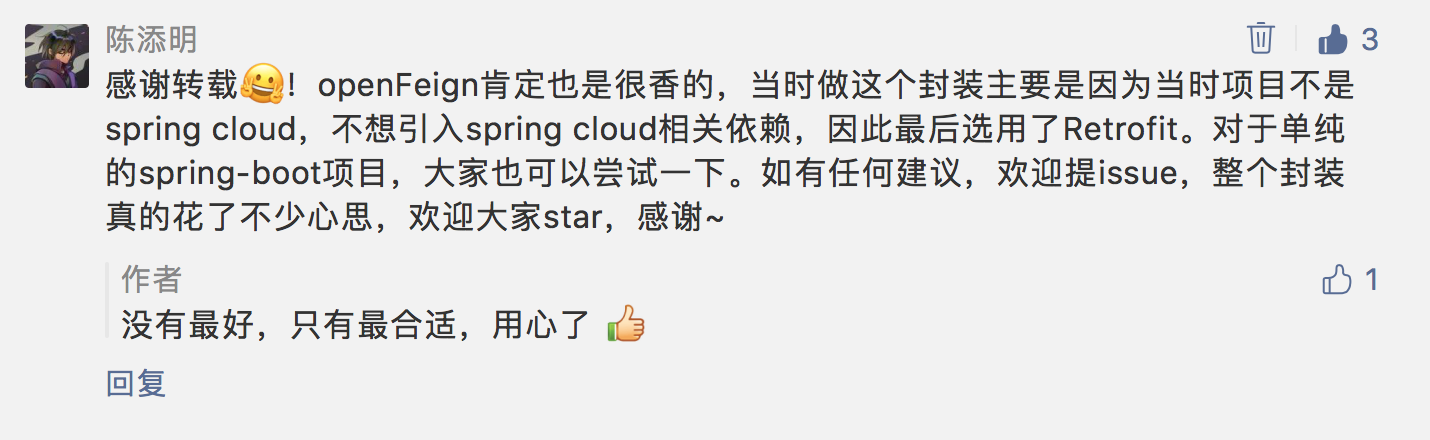 陈添明
3
感谢转载🤗！openFeign肯定也是很香的，当时做这个封装主要是因为当时项目不是
spring cloud，不想引入spring cloud相关依赖，因此最后选用了Retrofit。对于单纯
的spring-boot项目，大家也可以尝试一下。如有任何建议，欢迎提issue，整个封装
真的花了不少心思，欢迎大家star，感谢~
作者
1
没有最好，只有最合适，用心了 👍
回复